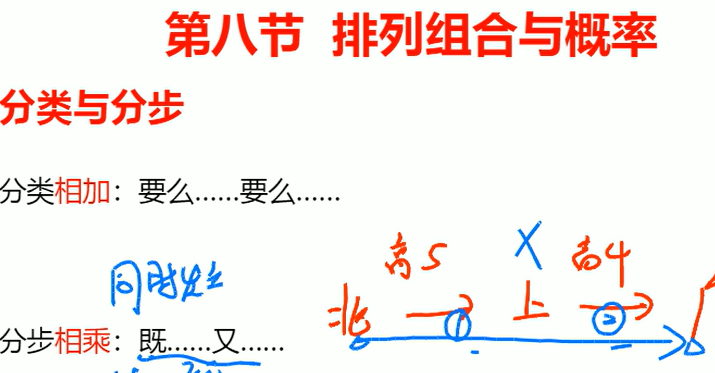 第八节 排列组合与概率
分类与分步
分类相加：要么……要么……
高5 X 高4
同时发生
北 上
① ②
分步相乘：既……又……